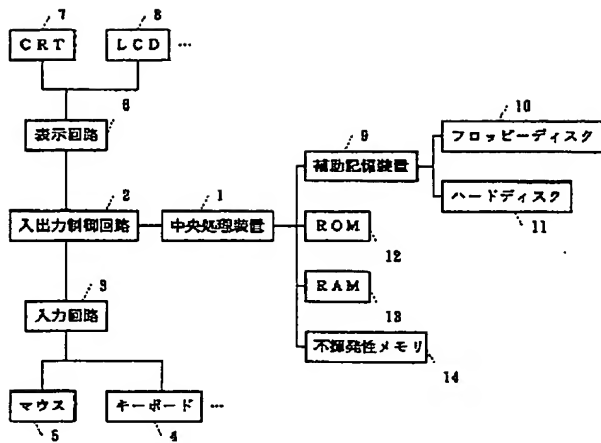 7
8
CRT
LCD
…
6
表示回路
9
10
補助記憶装置
フロッピーディスク
ハードディスク
11
2
1
入出力制御回路
中央処理装置
ROM
12
3
RAM
13
入力回路
不揮発性メモリ
14
マウス
キーボード
…
5
4